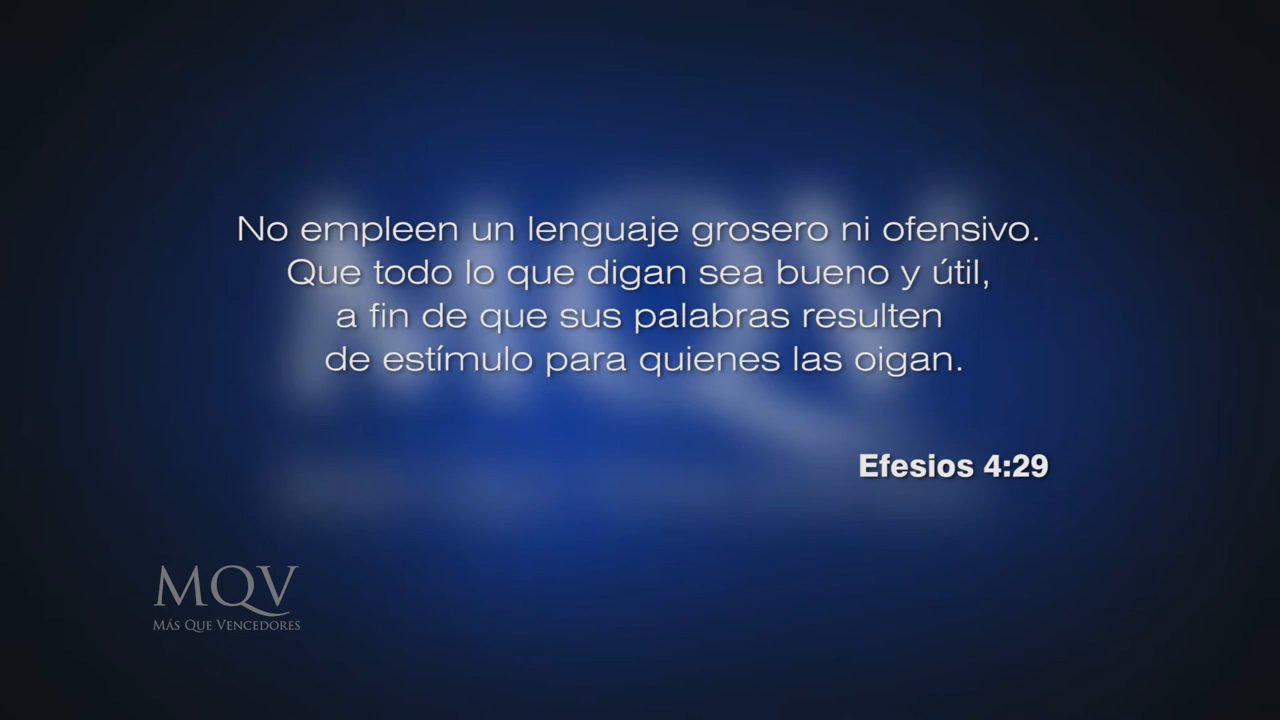 No empleen un lenguaje grosero ni ofensivo.
Que todo lo que digan sea bueno y útil,
a fin de que sus palabras resulten
de estímulo para quienes las oigan.
Efesios 4:29
MQV
Más Que Vencedores